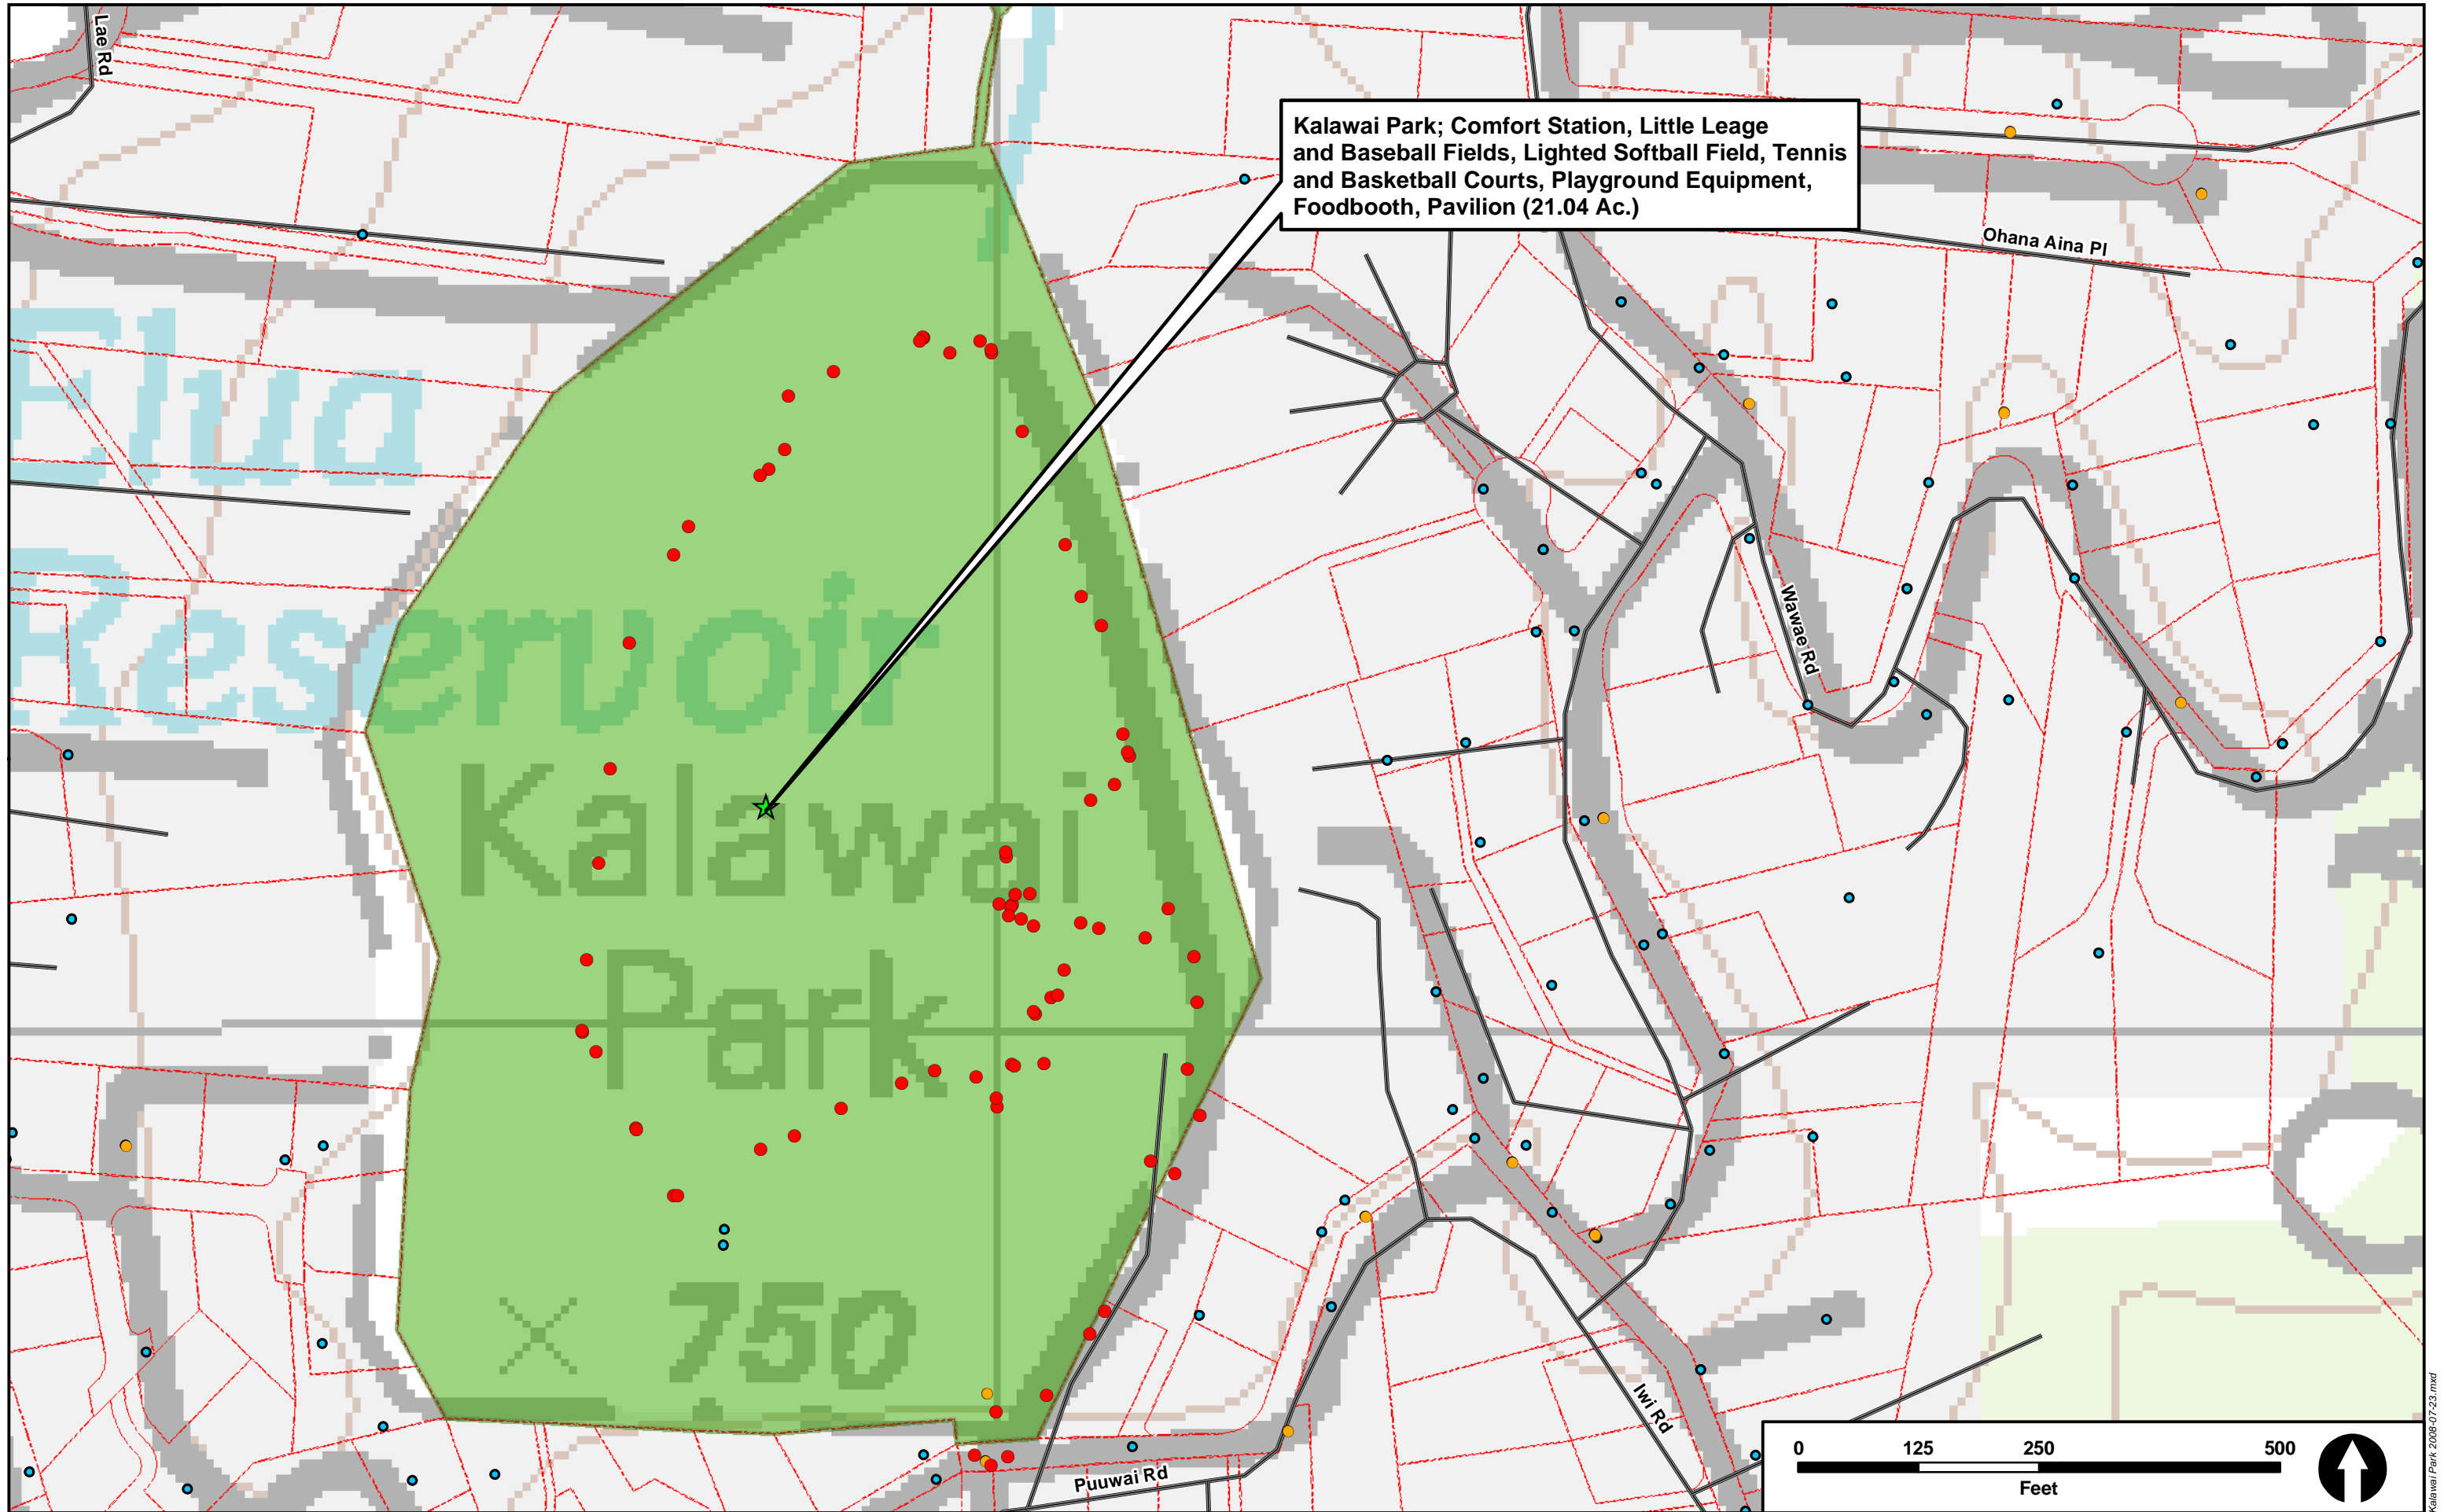 Lae Rd
Kalawai Park; Comfort Station, Little Leage
and Baseball Fields, Lighted Softball Field, Tennis
and Basketball Courts, Playground Equipment,
Foodbooth, Pavilion (21.04 Ac.)
Ohana Aina Pl
Elua
Reservoir
Wawae Rd
Kalawai
Park
750
Iwi Rd
Puuwai Rd
0 125 250 500
Feet
Kalawai Park 2008-07-23.mxd